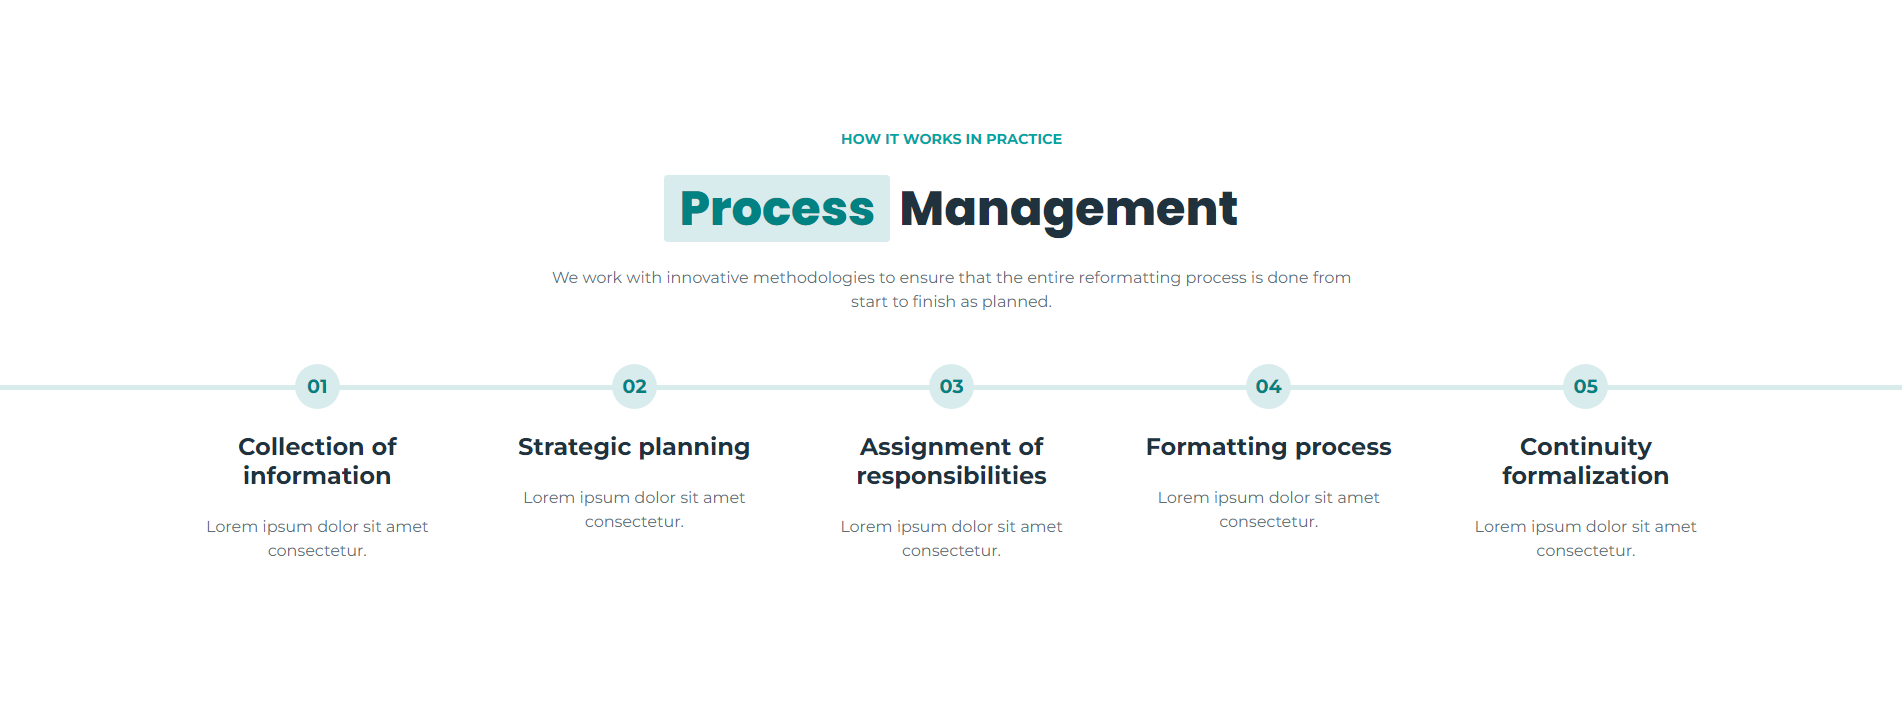 HOW IT WORKS IN PRACTICE
Process Management
We work with innovative methodologies to ensure that the entire reformatting process is done from
start to finish as planned.
01
Collection of
information
Lorem ipsum dolor sit amet
consectetur.
02
Strategic planning
Lorem ipsum dolor sit amet
consectetur.
03
Assignment of
responsibilities
Lorem ipsum dolor sit amet
consectetur.
04
Formatting process
Lorem ipsum dolor sit amet
consectetur.
05
Continuity
formalization
Lorem ipsum dolor sit amet
consectetur.